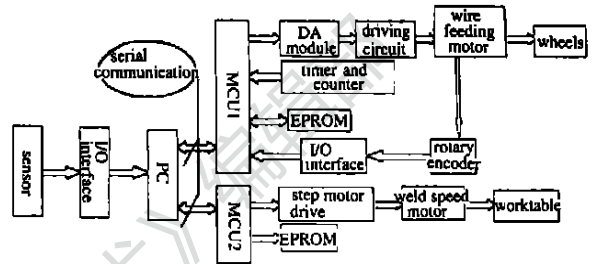 DA
module
driving
circuit
wire
feeding
motor
wheels
serial
communication
timer and
counter
MCU1
EPROM
I/O
interface
rotary
encoder
sensor
I/O
interface
PC
MCU2
step motor
drive
weld speed
motor
worktable
EPROM